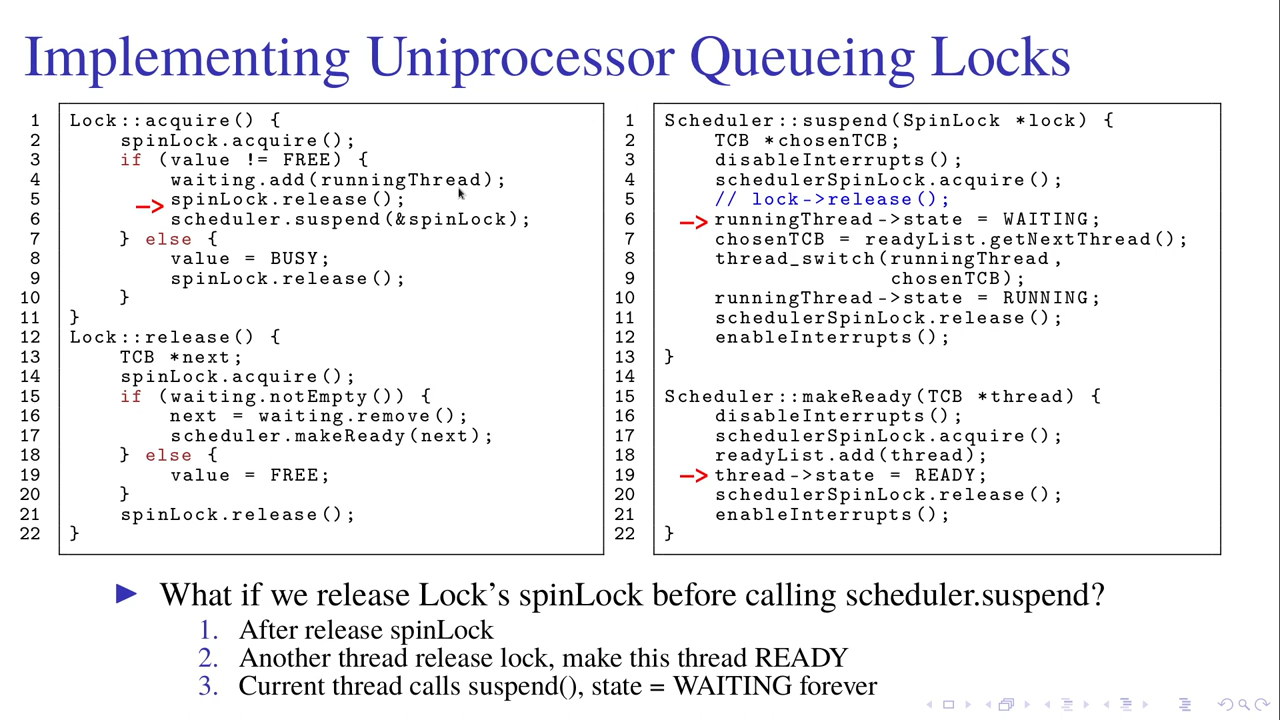 Implementing Uniprocessor Queueing Locks
1 Lock::acquire() {
2 spinLock.acquire();
3 if (value != FREE) {
4 waiting.add(runningThread);
5 spinLock.release();
6 –> scheduler.suspend(&spinLock);
7 } else {
8 value = BUSY;
9 spinLock.release();
10 }
11 }
12 Lock::release() {
13 TCB *next;
14 spinLock.acquire();
15 if (waiting.notEmpty()) {
16 next = waiting.remove();
17 scheduler.makeReady(next);
18 } else {
19 value = FREE;
20 }
21 spinLock.release();
22 }
1 Scheduler::suspend(SpinLock *lock) {
2 TCB *chosenTCB;
3 disableInterrupts();
4 schedulerSpinLock.acquire();
5 // lock->release();
6 –> runningThread->state = WAITING;
7 chosenTCB = readyList.getNextThread();
8 thread_switch(runningThread,
9 chosenTCB);
10 runningThread->state = RUNNING;
11 schedulerSpinLock.release();
12 enableInterrupts();
13 }
14
15 Scheduler::makeReady(TCB *thread) {
16 disableInterrupts();
17 schedulerSpinLock.acquire();
18 readyList.add(thread);
19 –> thread->state = READY;
20 schedulerSpinLock.release();
21 enableInterrupts();
22 }
What if we release Lock's spinLock before calling scheduler.suspend?
1. After release spinLock
2. Another thread release lock, make this thread READY
3. Current thread calls suspend(), state = WAITING forever